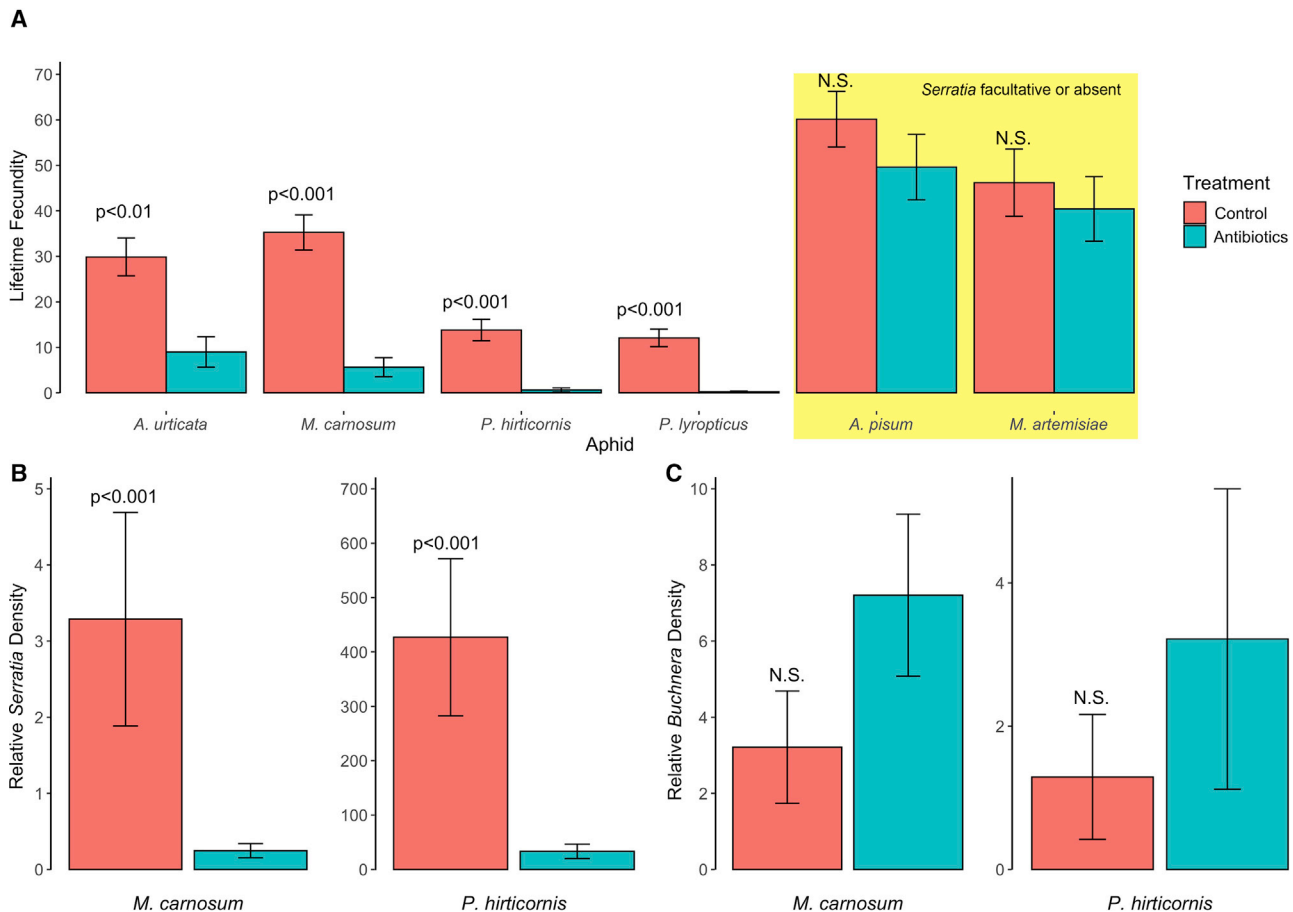 A
Lifetime Fecundity
70
60
50
40
30
20
10
0
p<0.01
p<0.001
p<0.001
p<0.001
N.S.
N.S.
Serratia facultative or absent
A. urticata
M. carnosum
P. hirticornis
P. lyropticus
A. pisum
M. artemisiae
Aphid
Treatment
Control
Antibiotics
B
Relative Serratia Density
5
4
3
2
1
0
p<0.001
M. carnosum
700
600
500
400
300
200
100
0
p<0.001
P. hirticornis
C
Relative Buchnera Density
10
8
6
4
2
0
N.S.
M. carnosum
4
2
0
N.S.
P. hirticornis